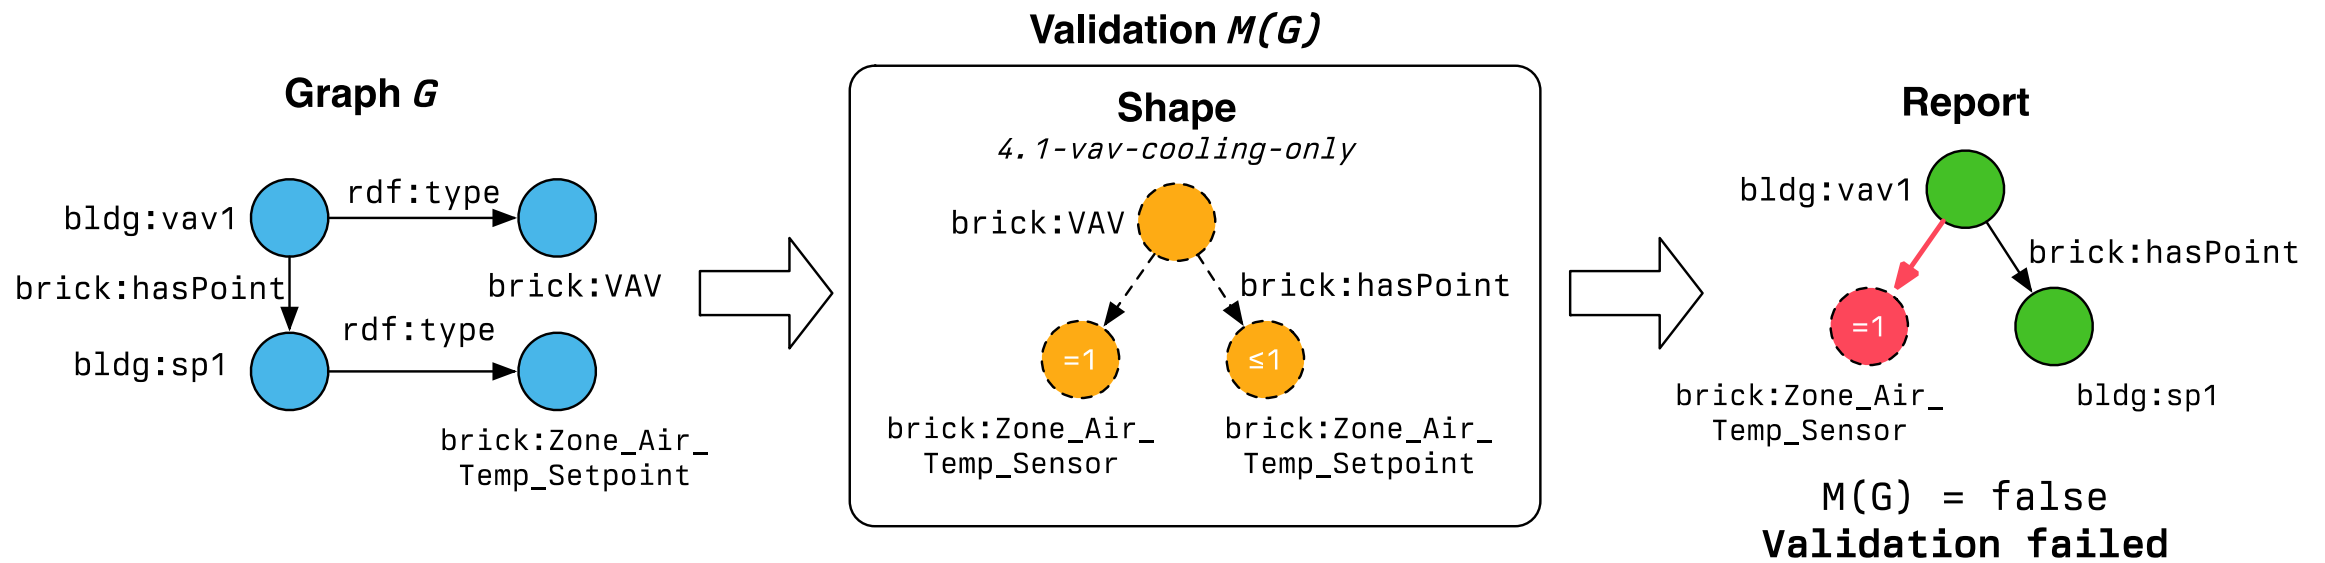 Graph G
bldg:vav1
rdf:type
brick:VAV
brick:hasPoint
bldg:sp1
rdf:type
brick:Zone_Air_
Temp_Setpoint
Validation M(G)
Shape
4.1-vav-cooling-only
brick:VAV
brick:hasPoint
=1
≤1
brick:Zone_Air_
Temp_Sensor
brick:Zone_Air_
Temp_Setpoint
Report
bldg:vav1
brick:hasPoint
=1
brick:Zone_Air_
Temp_Sensor
bldg:sp1
M(G) = false
Validation failed